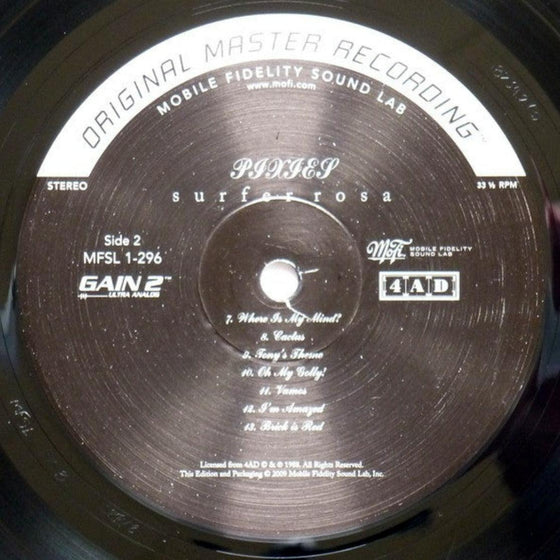 ORIGINAL MASTER RECORDING™
MOBILE FIDELITY SOUND LAB
www.mofi.com
PIXIES
surfer rosa
STEREO
33 ⅓ RPM
Side 2
MFSL 1-296
GAIN 2™
ULTRA ANALOG
MoFi
MOBILE FIDELITY
SOUND LAB
4AD
7. Where Is My Mind?
8. Cactus
9. Tony's Theme
10. Oh My Golly!
11. Vamos
12. I'm Amazed
13. Brick is Red
Licensed from 4AD © & ℗ 1988. All Rights Reserved.
This Edition and Packaging © 2009 Mobile Fidelity Sound Lab, Inc.